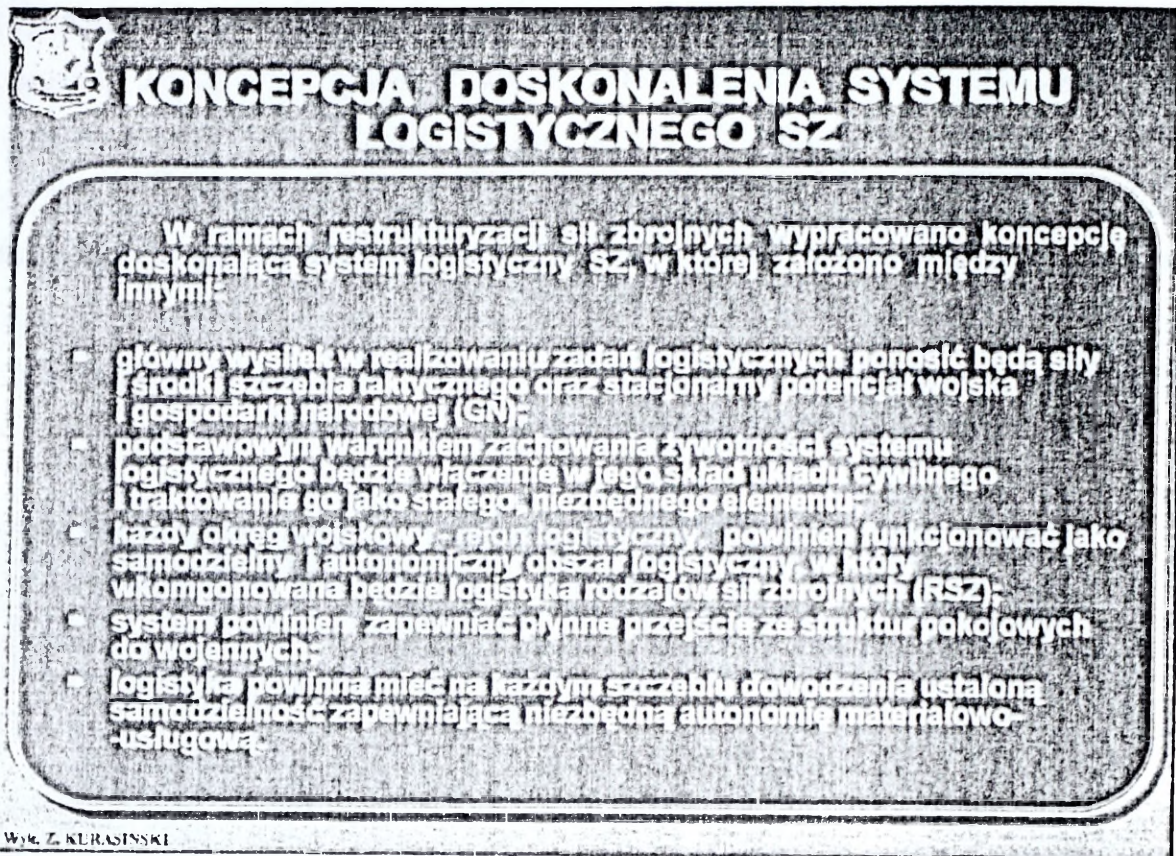 KONCEPCJA DOSKONALENIA SYSTEMU
LOGISTYCZNEGO SZ
W ramach restrukturyzacji sił zbrojnych wypracowano koncepcję
doskonalącą system logistyczny SZ, w której założono między
innymi:
główny wysiłek w realizowaniu zadań logistycznych ponosić będą siły
i środki szczebla taktycznego oraz stacjonarny potencjał wojska
i gospodarki narodowej (GN);
podstawowym warunkiem zachowania żywotności systemu
logistycznego będzie włączenie w jego skład układu cywilnego
i traktowanie go jako stałego, niezbędnego elementu;
każdy okręg wojskowy - rejon logistyczny, powinien funkcjonować jako
samodzielny i autonomiczny obszar logistyczny, w który
wkomponowana będzie logistyka rodzajów sił zbrojnych (RSZ);
system powinien zapewniać płynne przejście ze struktur pokojowych
do wojennych;
logistyka powinna mieć na każdym szczeblu dowodzenia ustaloną
samodzielność zapewniającą niezbędną autonomię materiałowo-
-usługową.
Wyk. Z. KURASIŃSKI